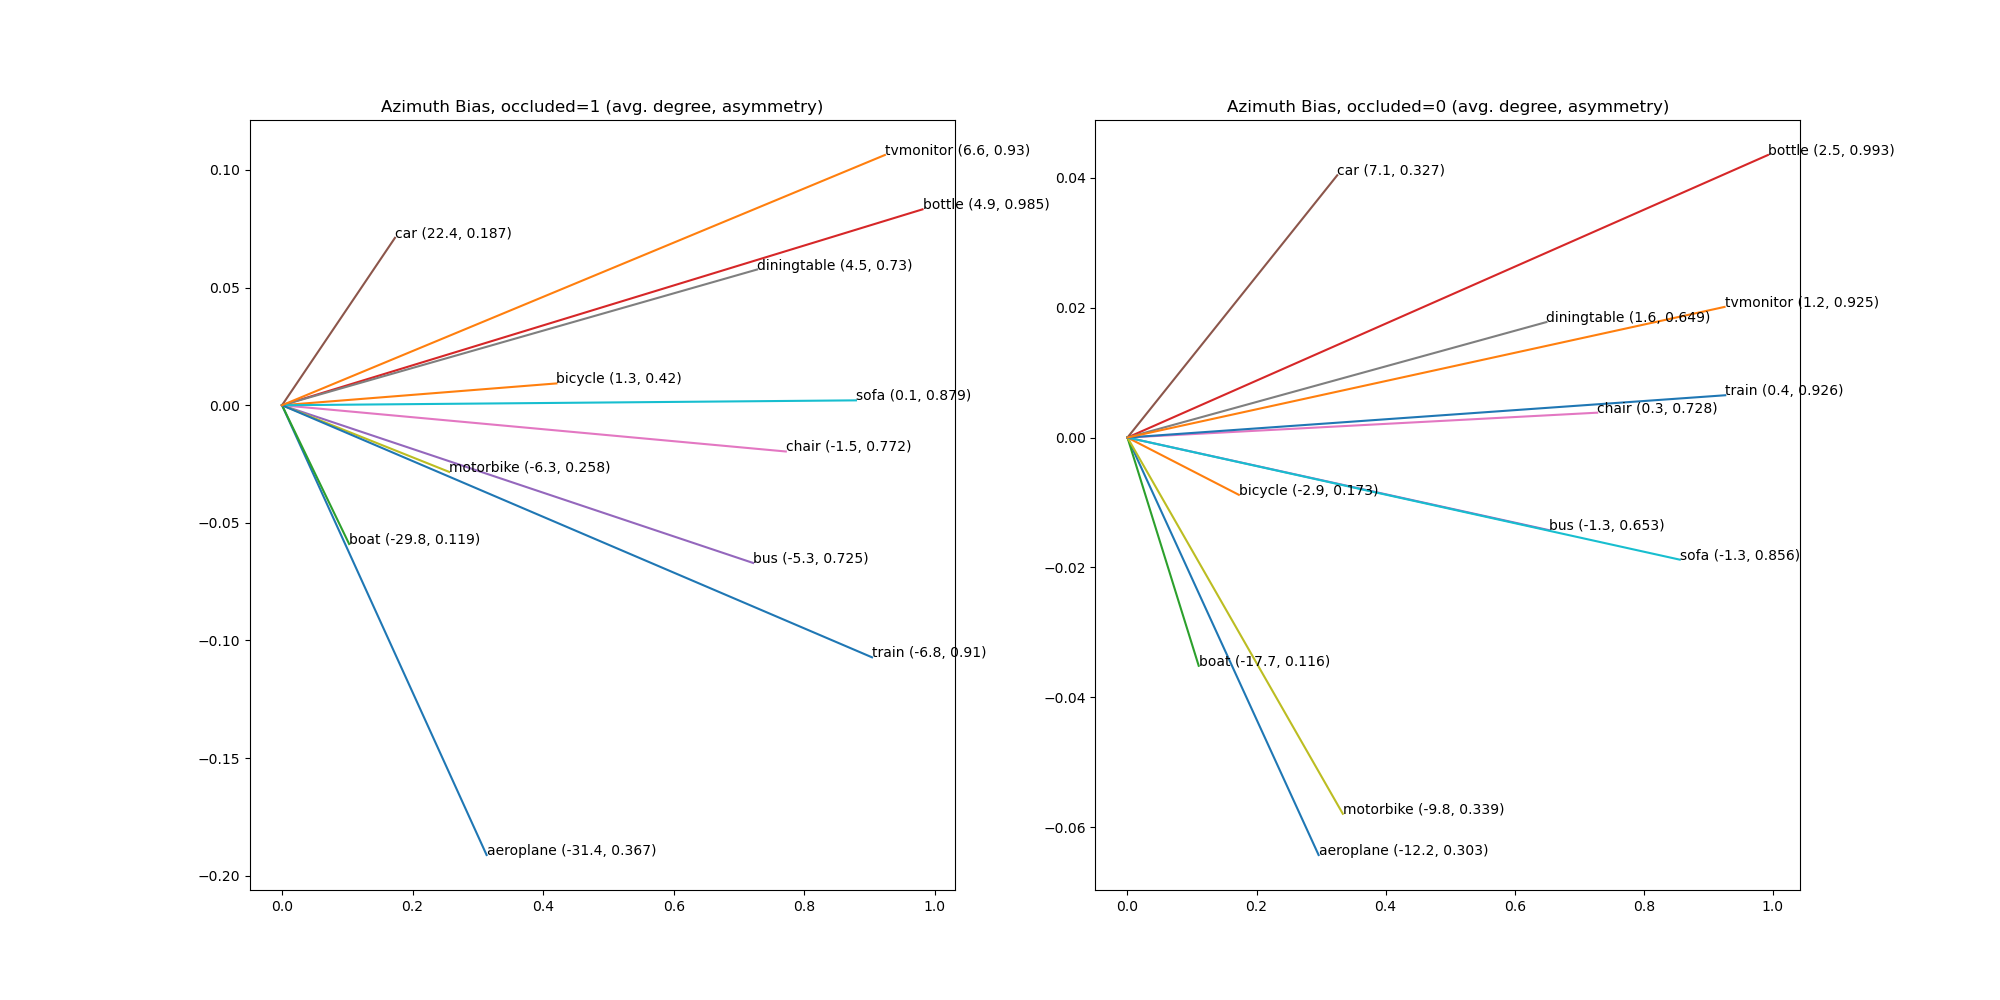 Azimuth Bias, occluded=1 (avg. degree, asymmetry)
tvmonitor (6.6, 0.93)
0.10
bottle (4.9, 0.985)
car (22.4, 0.187)
diningtable (4.5, 0.73)
0.05
bicycle (1.3, 0.42)
sofa (0.1, 0.879)
0.00
chair (-1.5, 0.772)
motorbike (-6.3, 0.258)
−0.05
boat (-29.8, 0.119)
bus (-5.3, 0.725)
−0.10
train (-6.8, 0.91)
−0.15
aeroplane (-31.4, 0.367)
−0.20
0.0 0.2 0.4 0.6 0.8 1.0
Azimuth Bias, occluded=0 (avg. degree, asymmetry)
bottle (2.5, 0.993)
car (7.1, 0.327)
0.04
tvmonitor (1.2, 0.925)
0.02
diningtable (1.6, 0.649)
train (0.4, 0.926)
chair (0.3, 0.728)
0.00
bicycle (-2.9, 0.173)
bus (-1.3, 0.653)
sofa (-1.3, 0.856)
−0.02
boat (-17.7, 0.116)
−0.04
motorbike (-9.8, 0.339)
−0.06
aeroplane (-12.2, 0.303)
0.0 0.2 0.4 0.6 0.8 1.0